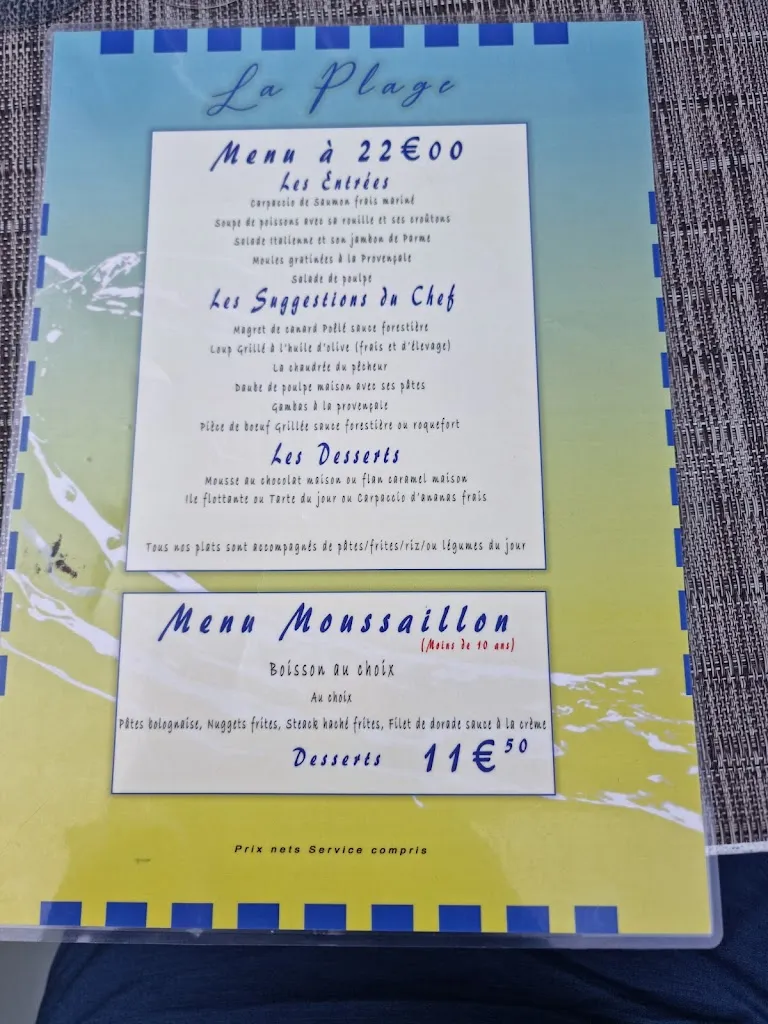 La Plage
Menu à 22€00
Les Entrées
Carpaccio de Saumon frais mariné
Soupe de poissons avec sa rouille et ses croûtons
Salade Italienne et son jambon de Parme
Moules gratinées à la Provençale
Salade de poulpe
Les Suggestions du Chef
Magret de canard Poêlé sauce forestière
Loup Grillé à l'huile d'olive (frais et d'élevage)
La chaudrée du pêcheur
Daube de poulpe maison avec ses pâtes
Gambas à la provençale
Pièce de boeuf Grillée sauce forestière ou roquefort
Les Desserts
Mousse au chocolat maison ou flan caramel maison
Ile flottante ou Tarte du jour ou Carpaccio d'ananas frais
Tous nos plats sont accompagnés de pâtes/frites/riz/ou légumes du jour
Menu Moussaillon
(Moins de 10 ans)
Boisson au choix
Au choix
Pâtes bolognaise, Nuggets frites, Steack haché frites, Filet de dorade sauce à la crème
Desserts 11€50
Prix nets Service compris